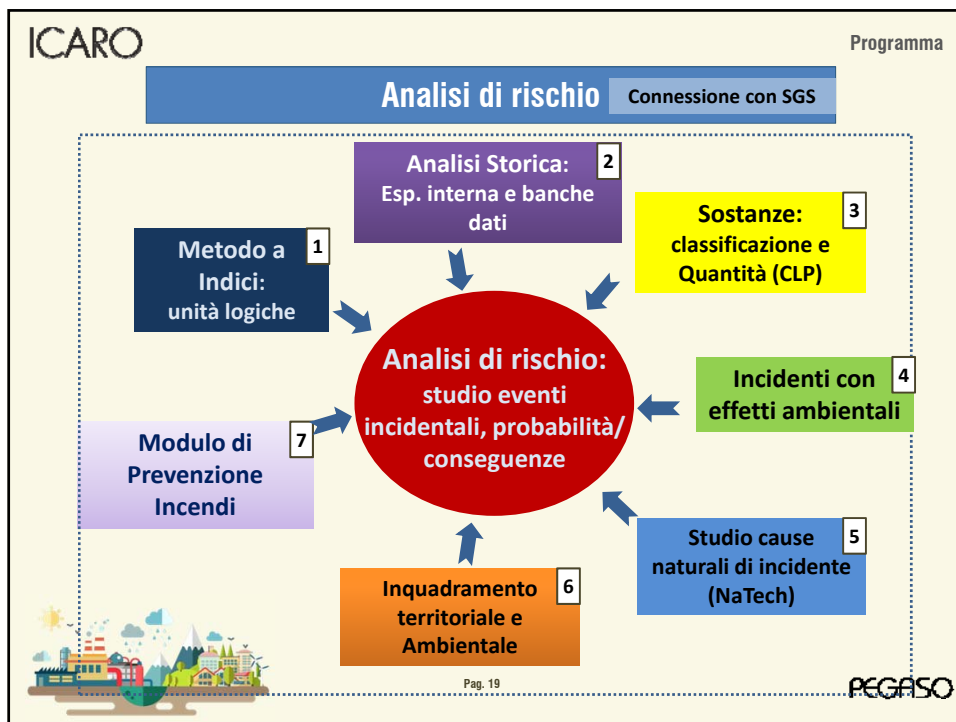 ICARO
Programma
Analisi di rischio
Connessione con SGS
1
Metodo a
Indici:
unità logiche
2
Analisi Storica:
Esp. interna e banche
dati
3
Sostanze:
classificazione e
Quantità (CLP)
4
Incidenti con
effetti ambientali
5
Studio cause
naturali di incidente
(NaTech)
6
Inquadramento
territoriale e
Ambientale
7
Modulo di
Prevenzione
Incendi
Analisi di rischio:
studio eventi
incidentali, probabilità/
conseguenze
Pag. 19
PEGASO